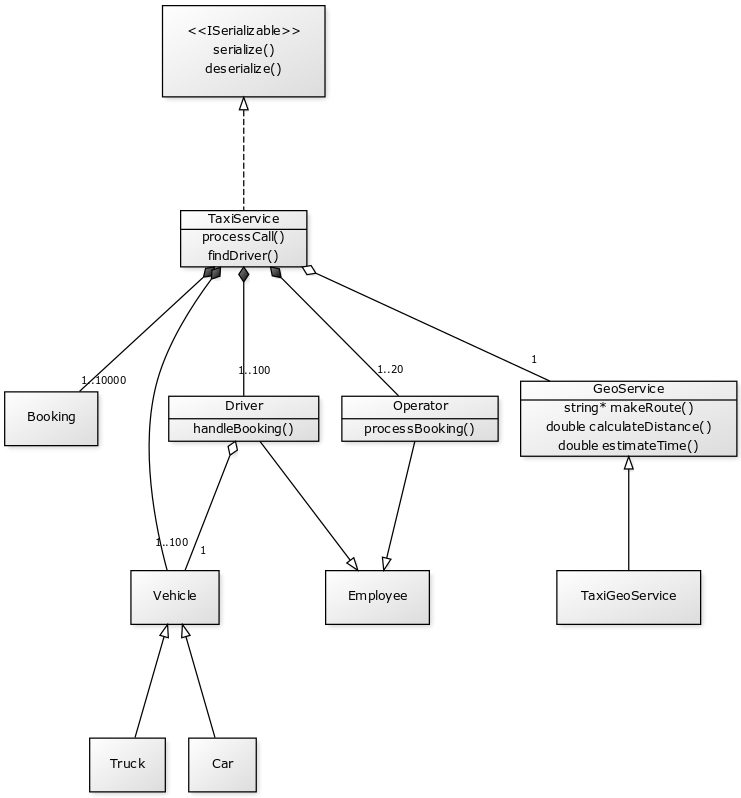 <<ISerializable>>
serialize()
deserialize()
TaxiService
processCall()
findDriver()
1..10000
1..100
1..20
1
Booking
Driver
handleBooking()
Operator
processBooking()
GeoService
string* makeRoute()
double calculateDistance()
double estimateTime()
1..100
1
Vehicle
Employee
TaxiGeoService
Truck
Car